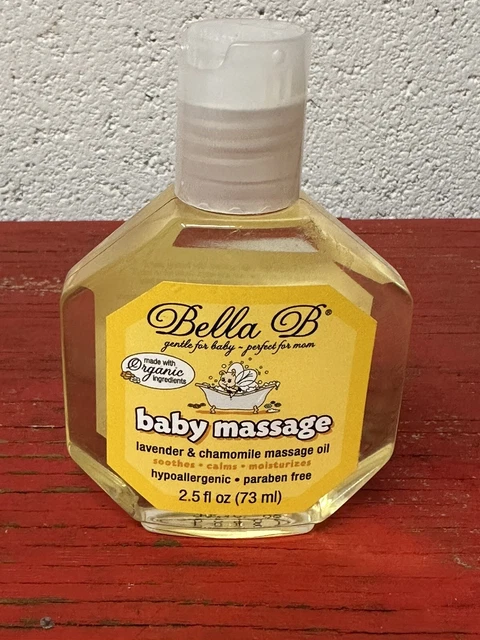 Bella B®
gentle for baby ~ perfect for mom
made with
Organic
ingredients
baby massage
lavender & chamomile massage oil
soothes • calms • moisturizes
hypoallergenic • paraben free
2.5 fl oz (73 ml)